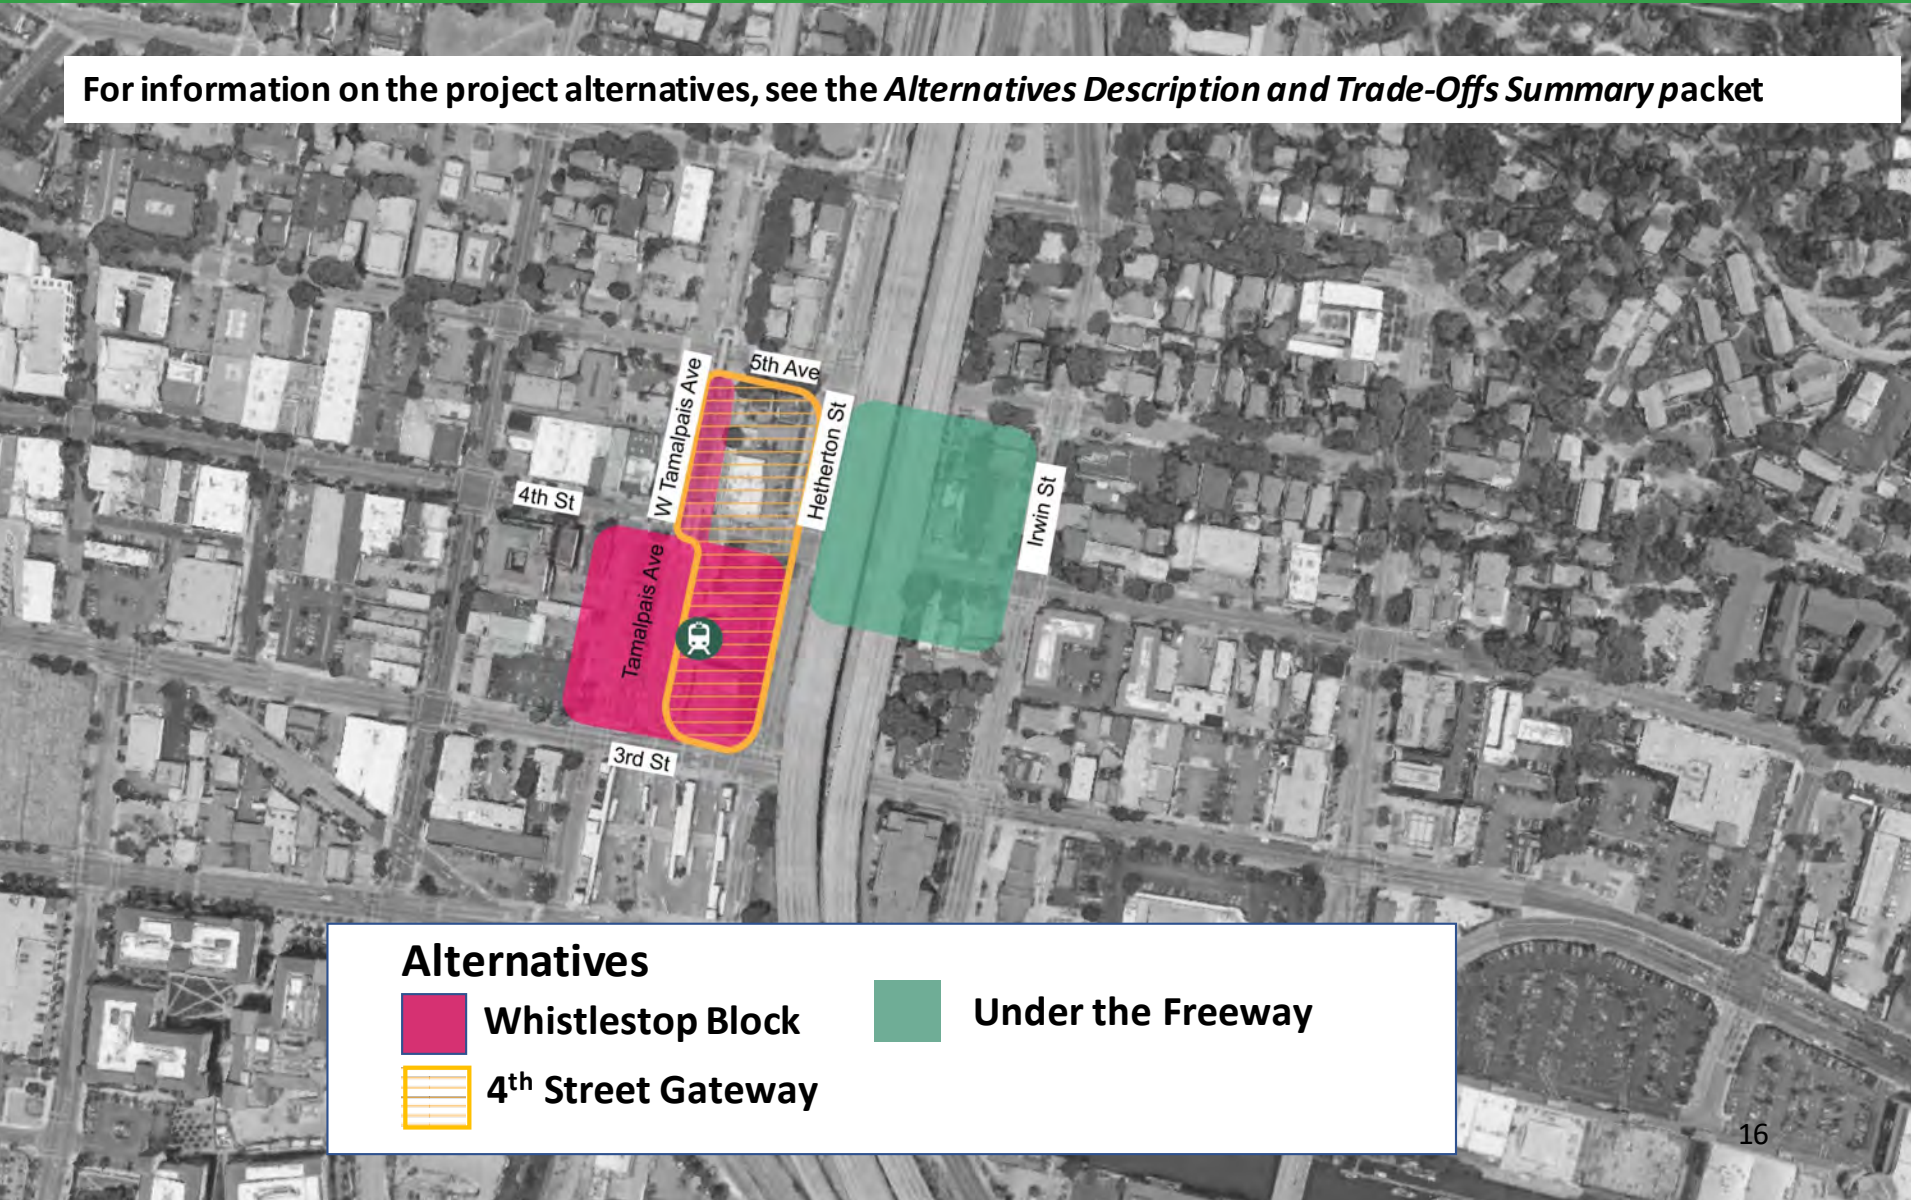 For information on the project alternatives, see the Alternatives Description and Trade-Offs Summary packet
5th Ave
W Tamalpais Ave
Hetherton St
4th St
Irwin St
Tamalpais Ave
3rd St
Alternatives
Whistlestop Block
Under the Freeway
4th Street Gateway
16